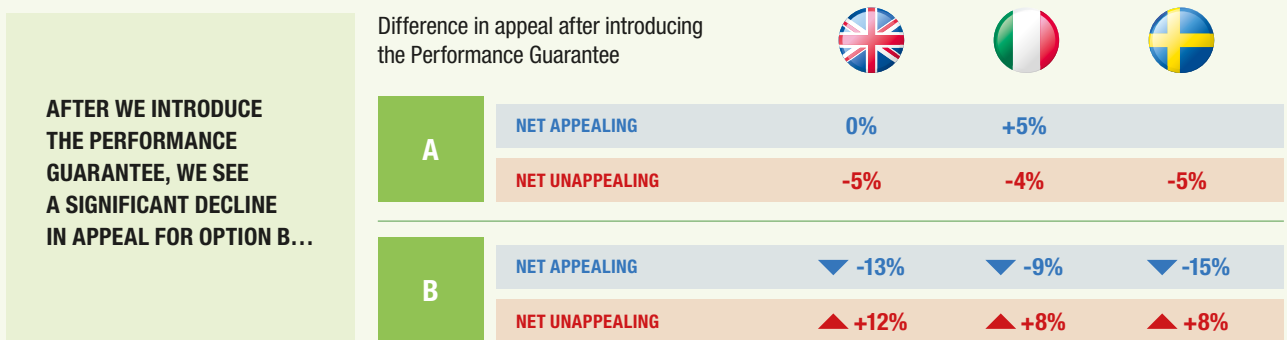 Difference in appeal after introducing
the Performance Guarantee
AFTER WE INTRODUCE
THE PERFORMANCE
GUARANTEE, WE SEE
A SIGNIFICANT DECLINE
IN APPEAL FOR OPTION B…
A
NET APPEALING 0% +5%
NET UNAPPEALING -5% -4% -5%
B
NET APPEALING -13% -9% -15%
NET UNAPPEALING +12% +8% +8%